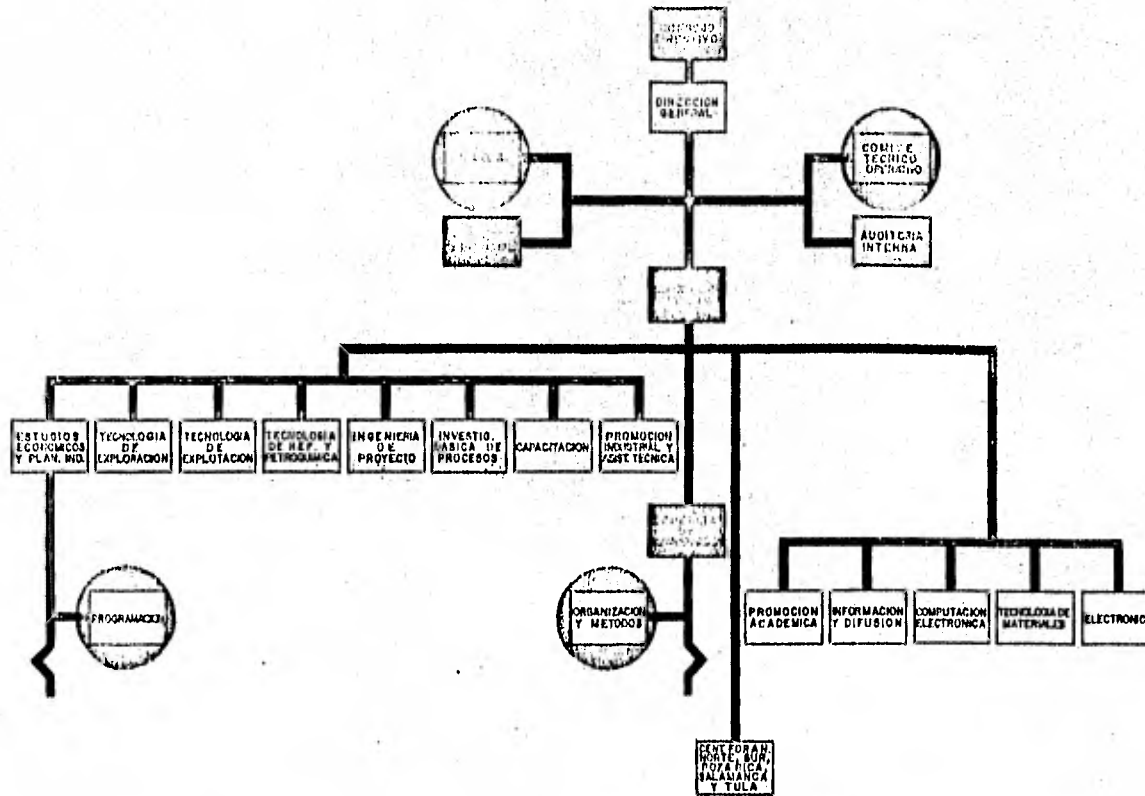 DIRECCION
GENERAL
COMITE
TECNICO
OPERATIVO
AUDITORIA
INTERNA
ESTUDIOS
ECONOMICOS
Y PLAN. IND.
TECNOLOGIA
DE
EXPLORACION
TECNOLOGIA
DE
EXPLOTACION
TECNOLOGIA
DE REF. Y
PETROQUIMICA
INGENIERIA
DE
PROYECTO
INVESTIG.
BASICA DE
PROCESOS
CAPACITACION
PROMOCION
INDUSTRIAL Y
ASIST. TECNICA
PROGRAMACION
ORGANIZACION
Y METODOS
PROMOCION
ACADEMICA
INFORMACION
Y DIFUSION
COMPUTACION
ELECTRONICA
TECNOLOGIA DE
MATERIALES
ELECTRONIC
CENT. FORAN.
NORTE, SUR,
POZA RICA,
SALAMANCA
Y TULA